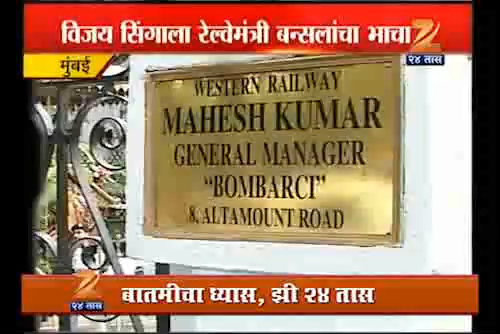 विजय सिंगाला रेल्वेमंत्री बन्सलांचा भाचा
२४ तास
मुंबई
WESTERN RAILWAY
MAHESH KUMAR
GENERAL MANAGER
"BOMBARCI"
8, ALTAMOUNT ROAD
२४ तास
बातमीचा ध्यास, झी २४ तास